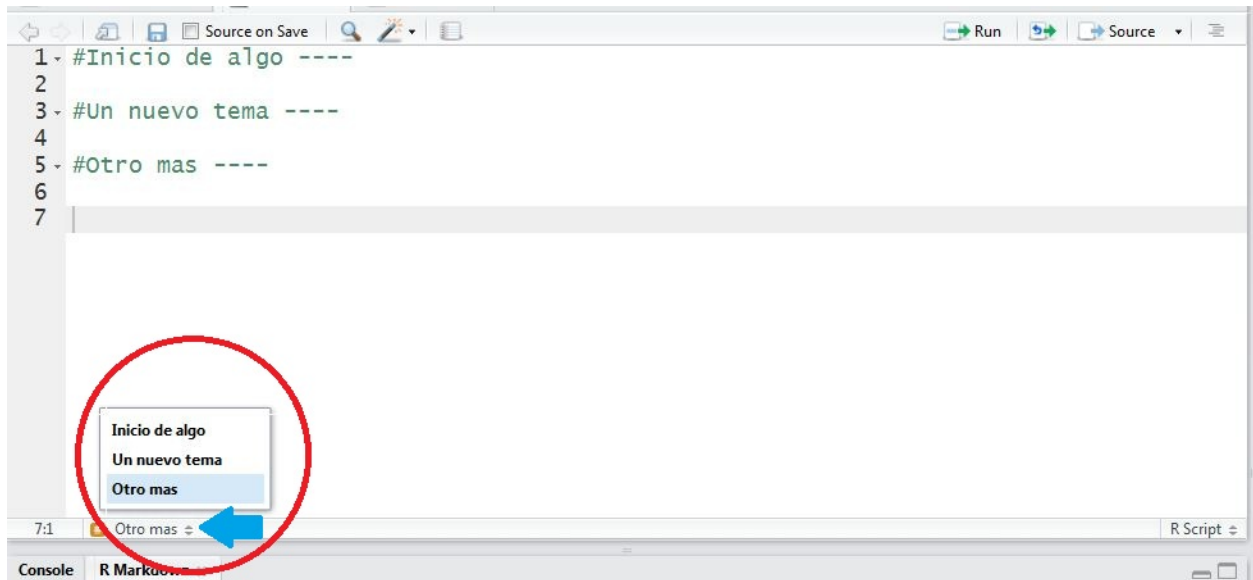 Source on Save Run Source
1 #Inicio de algo ----
2
3 #Un nuevo tema ----
4
5 #Otro mas ----
6
7
Inicio de algo
Un nuevo tema
Otro mas
7:1 Otro mas R Script
Console R Markdown